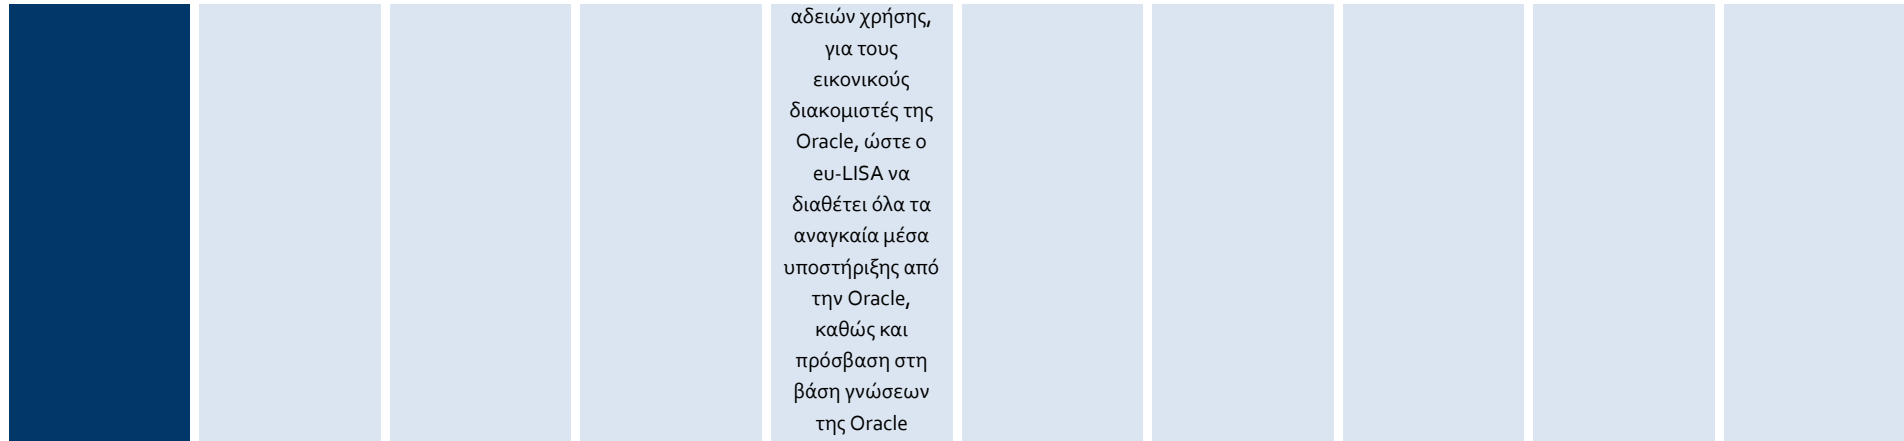 αδειών χρήσης,
για τους
εικονικούς
διακομιστές της
Oracle, ώστε ο
eu-LISA να
διαθέτει όλα τα
αναγκαία μέσα
υποστήριξης από
την Oracle,
καθώς και
πρόσβαση στη
βάση γνώσεων
της Oracle